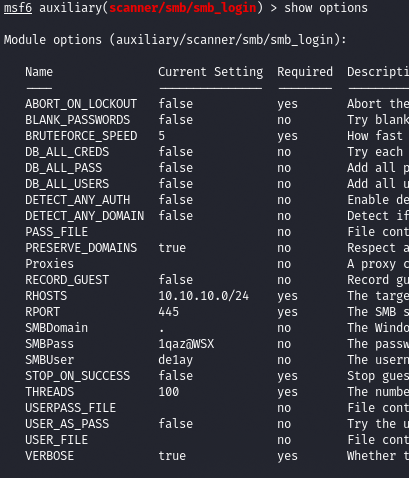 msf6 auxiliary(scanner/smb/smb_login) > show options
Module options (auxiliary/scanner/smb/smb_login):
Name Current Setting Required Descripti
ABORT_ON_LOCKOUT false yes Abort the
BLANK_PASSWORDS false no Try blank
BRUTEFORCE_SPEED 5 yes How fast
DB_ALL_CREDS false no Try each
DB_ALL_PASS false no Add all p
DB_ALL_USERS false no Add all u
DETECT_ANY_AUTH false no Enable de
DETECT_ANY_DOMAIN false no Detect if
PASS_FILE no File cont
PRESERVE_DOMAINS true no Respect a
Proxies no A proxy c
RECORD_GUEST false no Record gu
RHOSTS 10.10.10.0/24 yes The targe
RPORT 445 yes The SMB s
SMBDomain . no The Windo
SMBPass 1qaz@WSX no The passw
SMBUser de1ay no The usern
STOP_ON_SUCCESS false yes Stop gues
THREADS 100 yes The numbe
USERPASS_FILE no File cont
USER_AS_PASS false no Try the u
USER_FILE no File cont
VERBOSE true yes Whether t